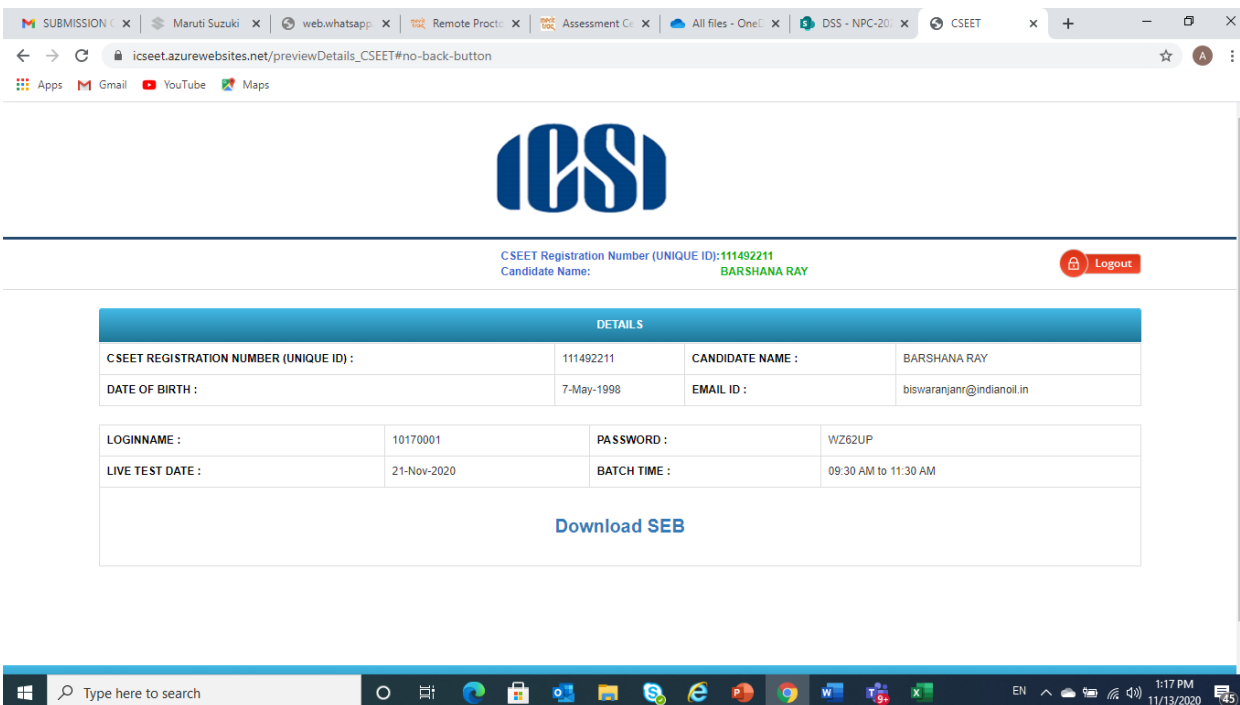 SUBMISSION C
Maruti Suzuki
web.whatsapp.
Remote Procto
Assessment Ce
All files - OneD
DSS - NPC-202
CSEET
icseet.azurewebsites.net/previewDetails_CSEET#no-back-button
A
Apps Gmail YouTube Maps
ICSI
CSEET Registration Number (UNIQUE ID):111492211
Candidate Name: BARSHANA RAY
Logout
DETAILS
CSEET REGISTRATION NUMBER (UNIQUE ID) : 111492211 CANDIDATE NAME : BARSHANA RAY
DATE OF BIRTH : 7-May-1998 EMAIL ID : biswaranjanr@indianoil.in
LOGINNAME : 10170001 PASSWORD : WZ62UP
LIVE TEST DATE : 21-Nov-2020 BATCH TIME : 09:30 AM to 11:30 AM
Download SEB
Type here to search
9+
EN
1:17 PM
11/13/2020
45